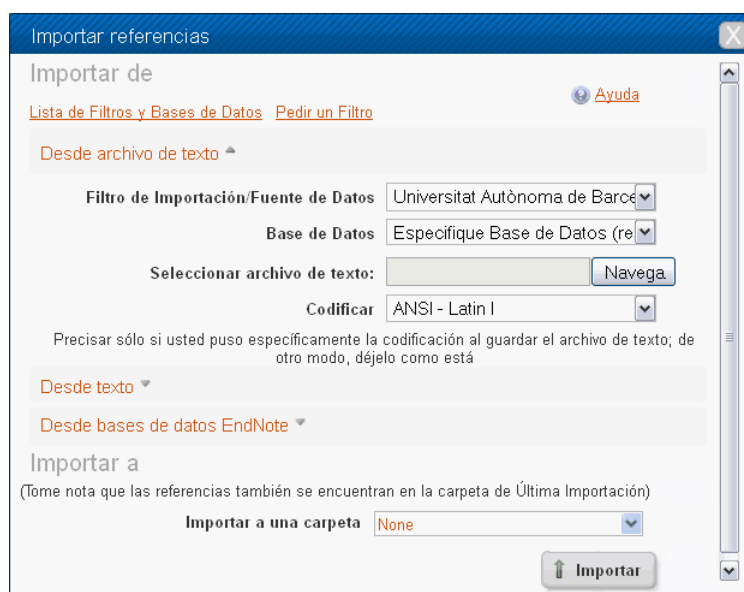 Importar referencias
X
Importar de
Ayuda
Lista de Filtros y Bases de Datos Pedir un Filtro
Desde archivo de texto
Filtro de Importación/Fuente de Datos Universitat Autònoma de Barce
Base de Datos Especifique Base de Datos (re
Seleccionar archivo de texto: Navega
Codificar ANSI - Latin I
Precisar sólo si usted puso específicamente la codificación al guardar el archivo de texto; de
otro modo, déjelo como está
Desde texto
Desde bases de datos EndNote
Importar a
(Tome nota que las referencias también se encuentran en la carpeta de Última Importación)
Importar a una carpeta None
Importar